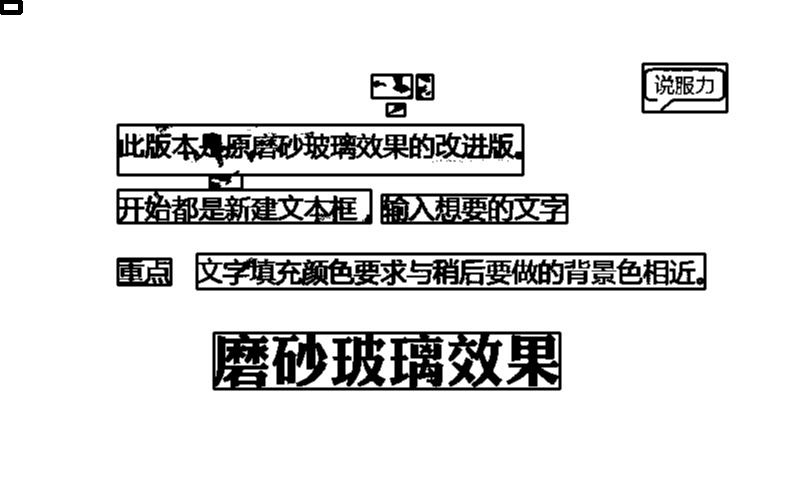 说服力
此版本是原磨砂玻璃效果的改进版。
开始都是新建文本框，输入想要的文字
重点 文字填充颜色要求与稍后要做的背景色相近。
磨砂玻璃效果